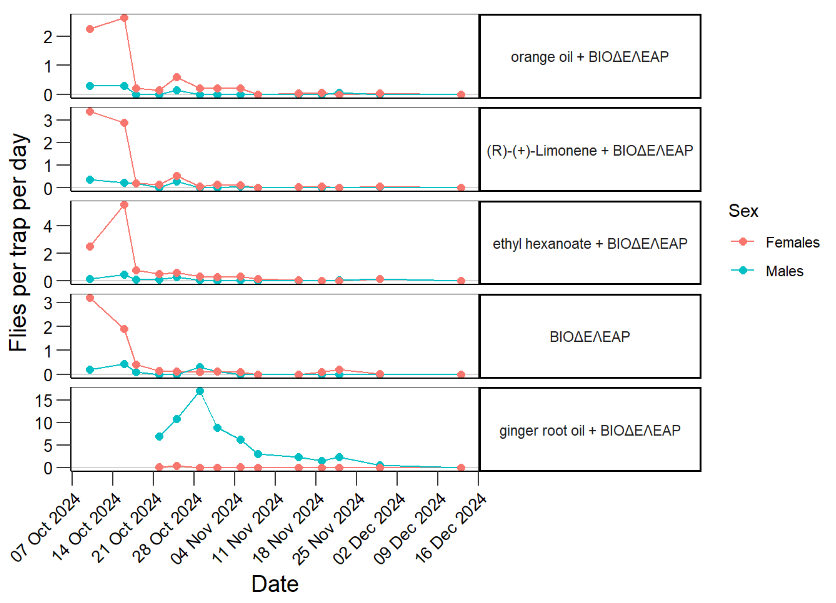 Flies per trap per day
2
1
0
orange oil + ΒΙΟΔΕΛΕΑΡ
3
2
1
0
(R)-(+)-Limonene + ΒΙΟΔΕΛΕΑΡ
4
2
0
ethyl hexanoate + ΒΙΟΔΕΛΕΑΡ
3
2
1
0
ΒΙΟΔΕΛΕΑΡ
15
10
5
0
ginger root oil + ΒΙΟΔΕΛΕΑΡ
07 Oct 2024
14 Oct 2024
21 Oct 2024
28 Oct 2024
04 Nov 2024
11 Nov 2024
18 Nov 2024
25 Nov 2024
02 Dec 2024
09 Dec 2024
16 Dec 2024
Date
Sex
Females
Males